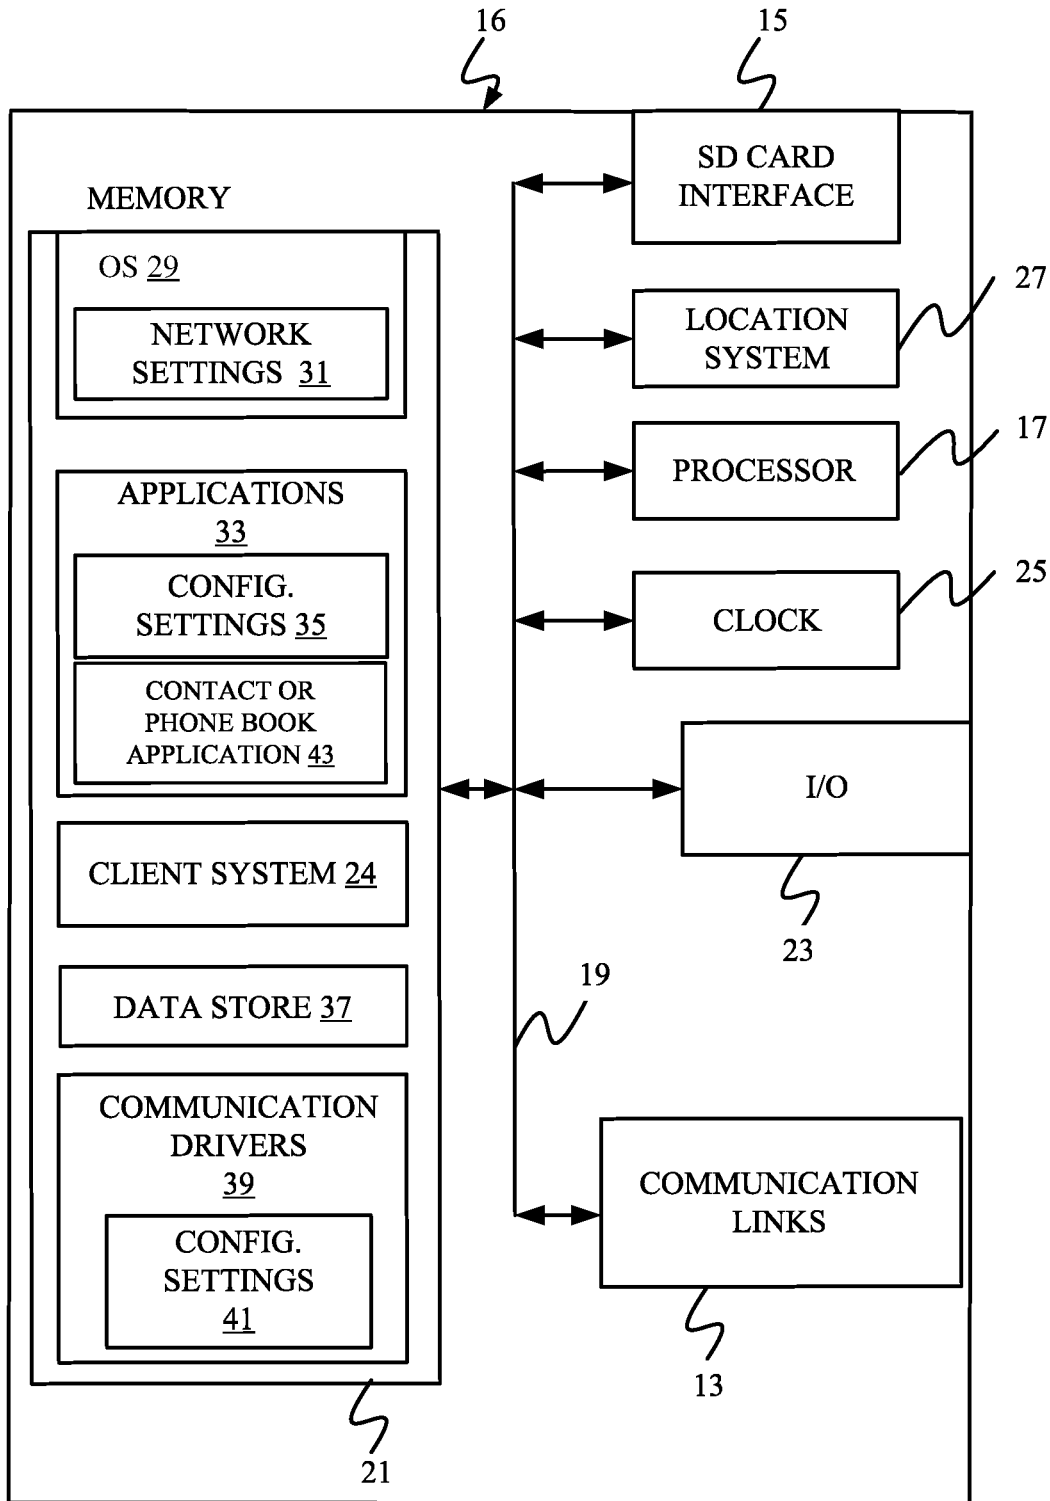 16
15
SD CARD
INTERFACE
MEMORY
OS 29
NETWORK
SETTINGS 31
27
LOCATION
SYSTEM
17
PROCESSOR
APPLICATIONS
33
CONFIG.
SETTINGS 35
CONTACT OR
PHONE BOOK
APPLICATION 43
25
CLOCK
I/O
23
CLIENT SYSTEM 24
DATA STORE 37
19
COMMUNICATION
DRIVERS
39
CONFIG.
SETTINGS
41
COMMUNICATION
LINKS
13
21